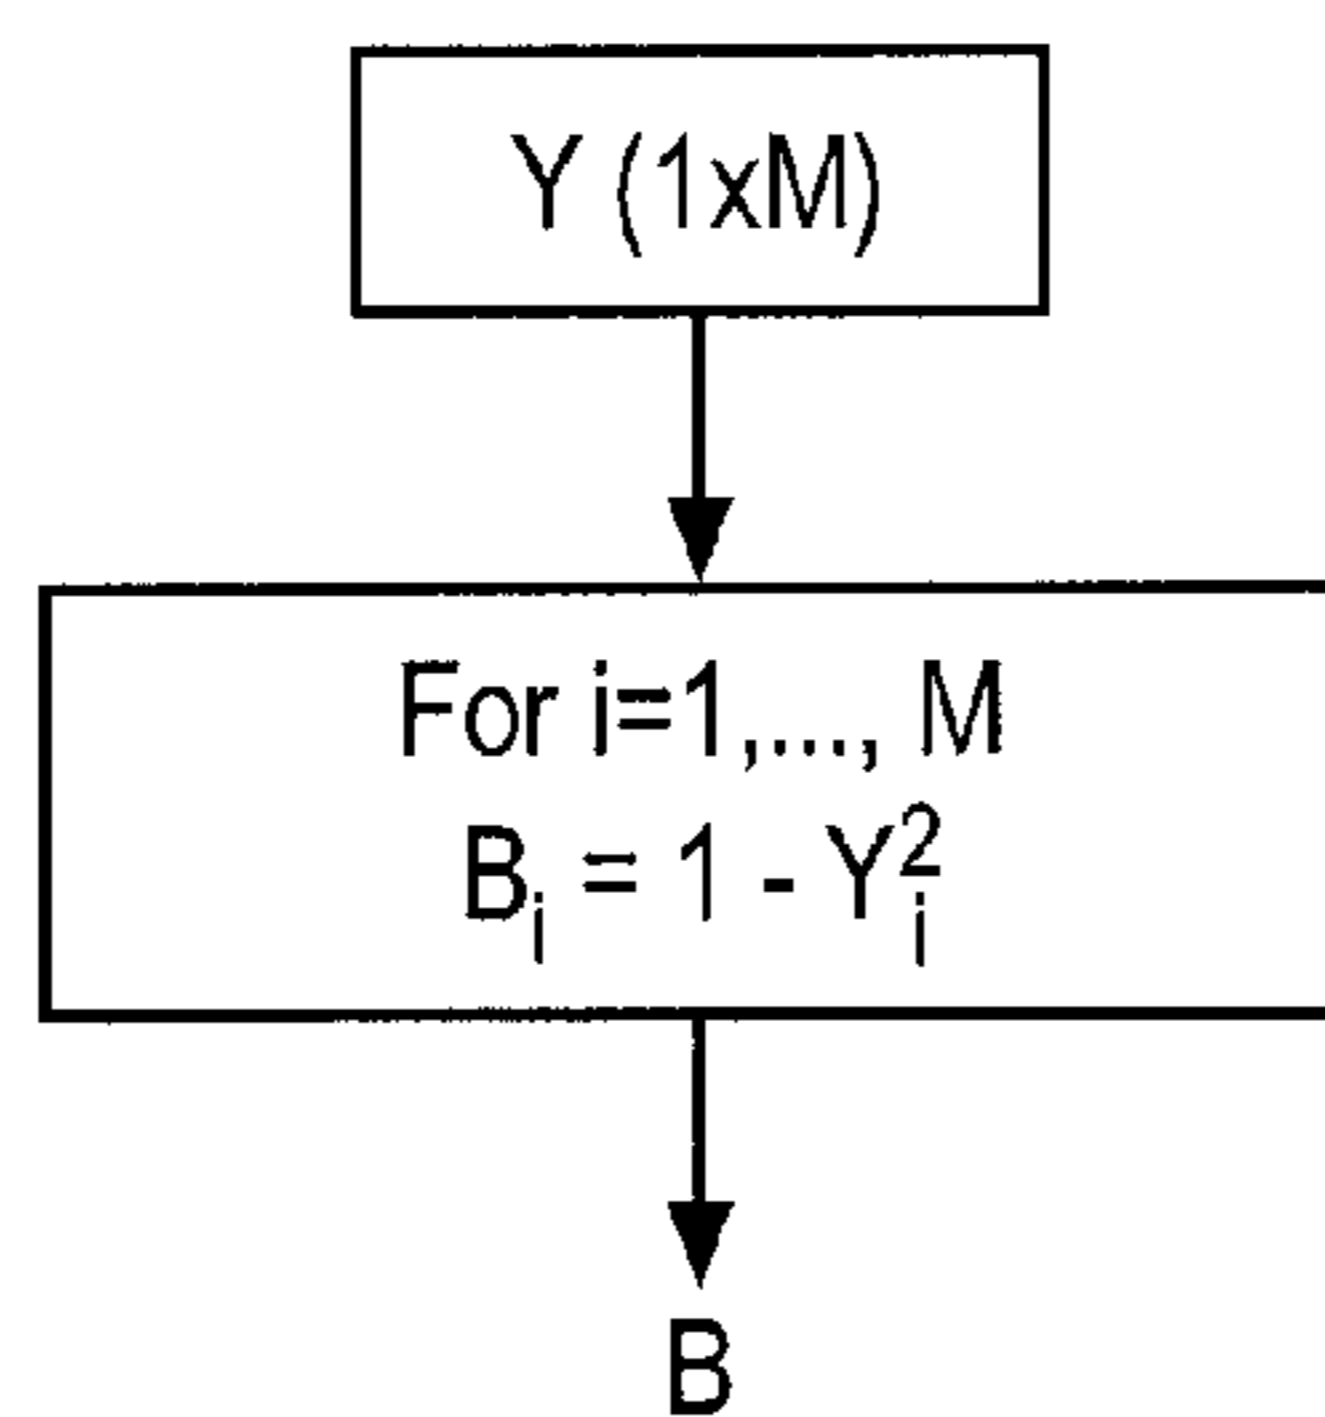 Y (1xM)
For i=1,..., M
Bᵢ = 1 - Yᵢ²
B